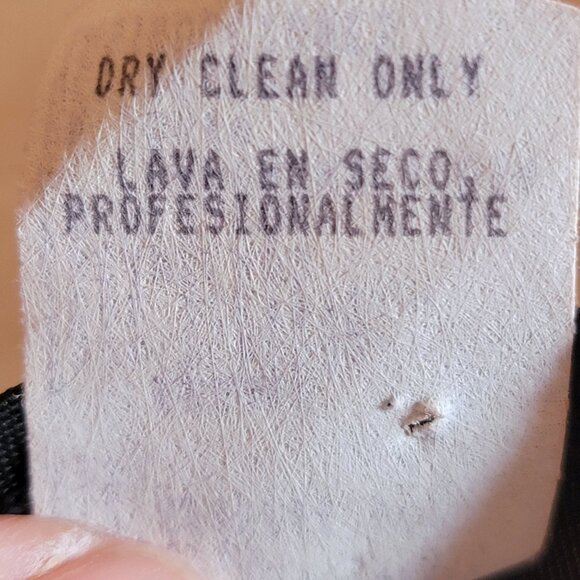 DRY CLEAN ONLY
LAVA EN SECO,
PROFESIONALMENTE